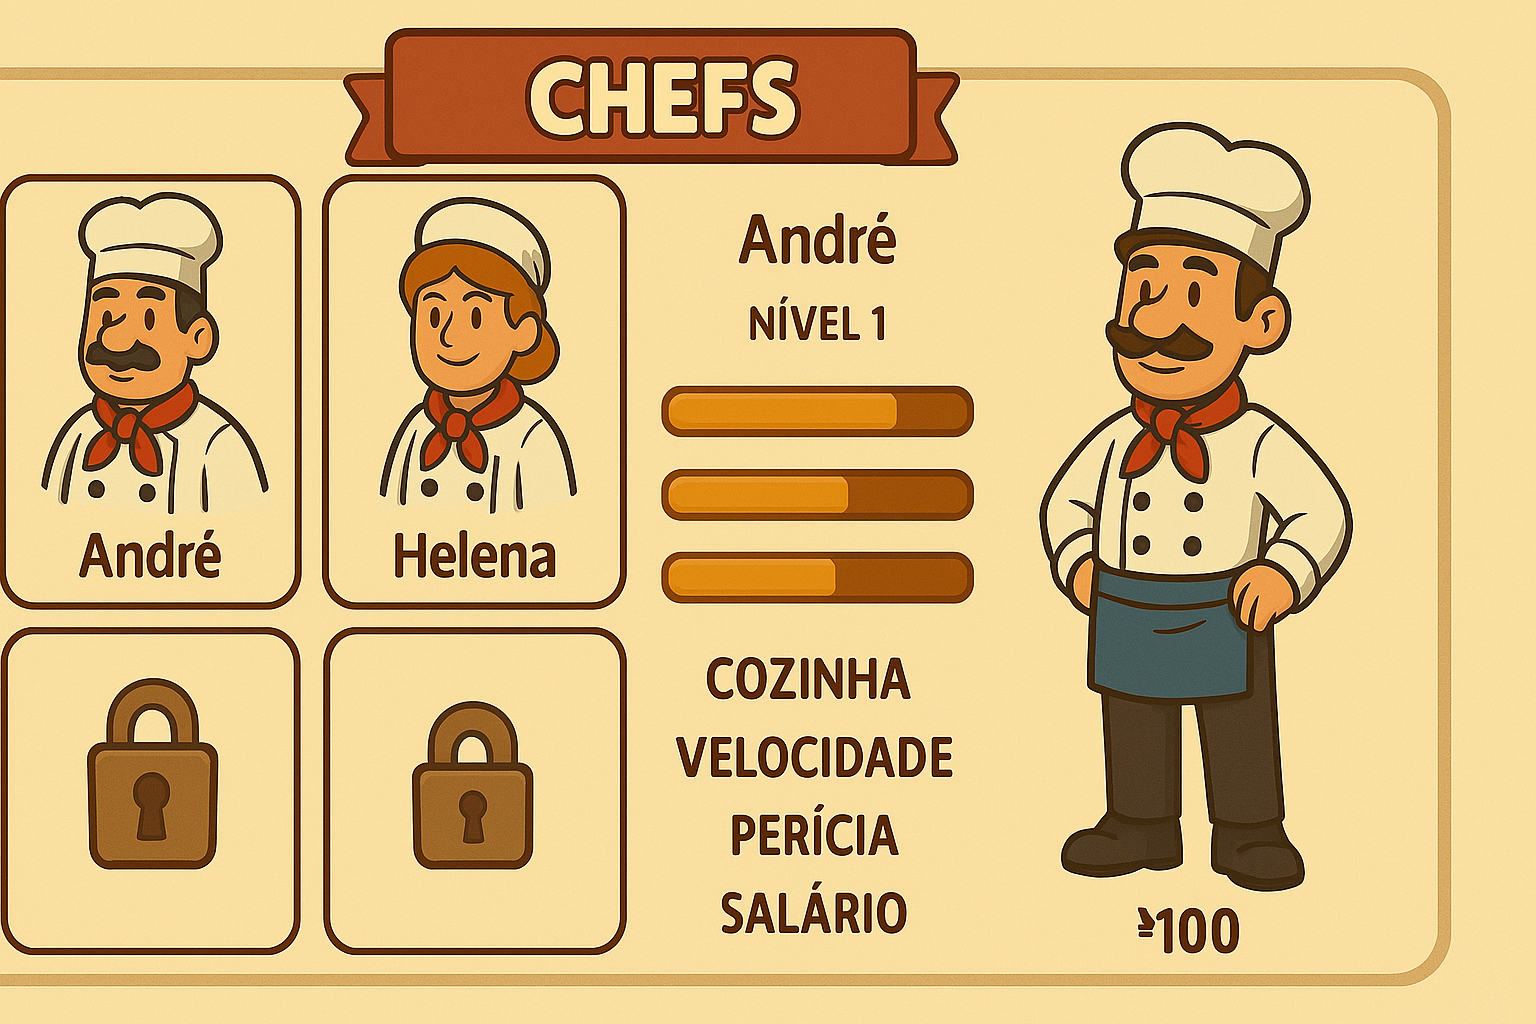 CHEFS
André
Helena
André
NÍVEL 1
COZINHA
VELOCIDADE
PERÍCIA
SALÁRIO
100